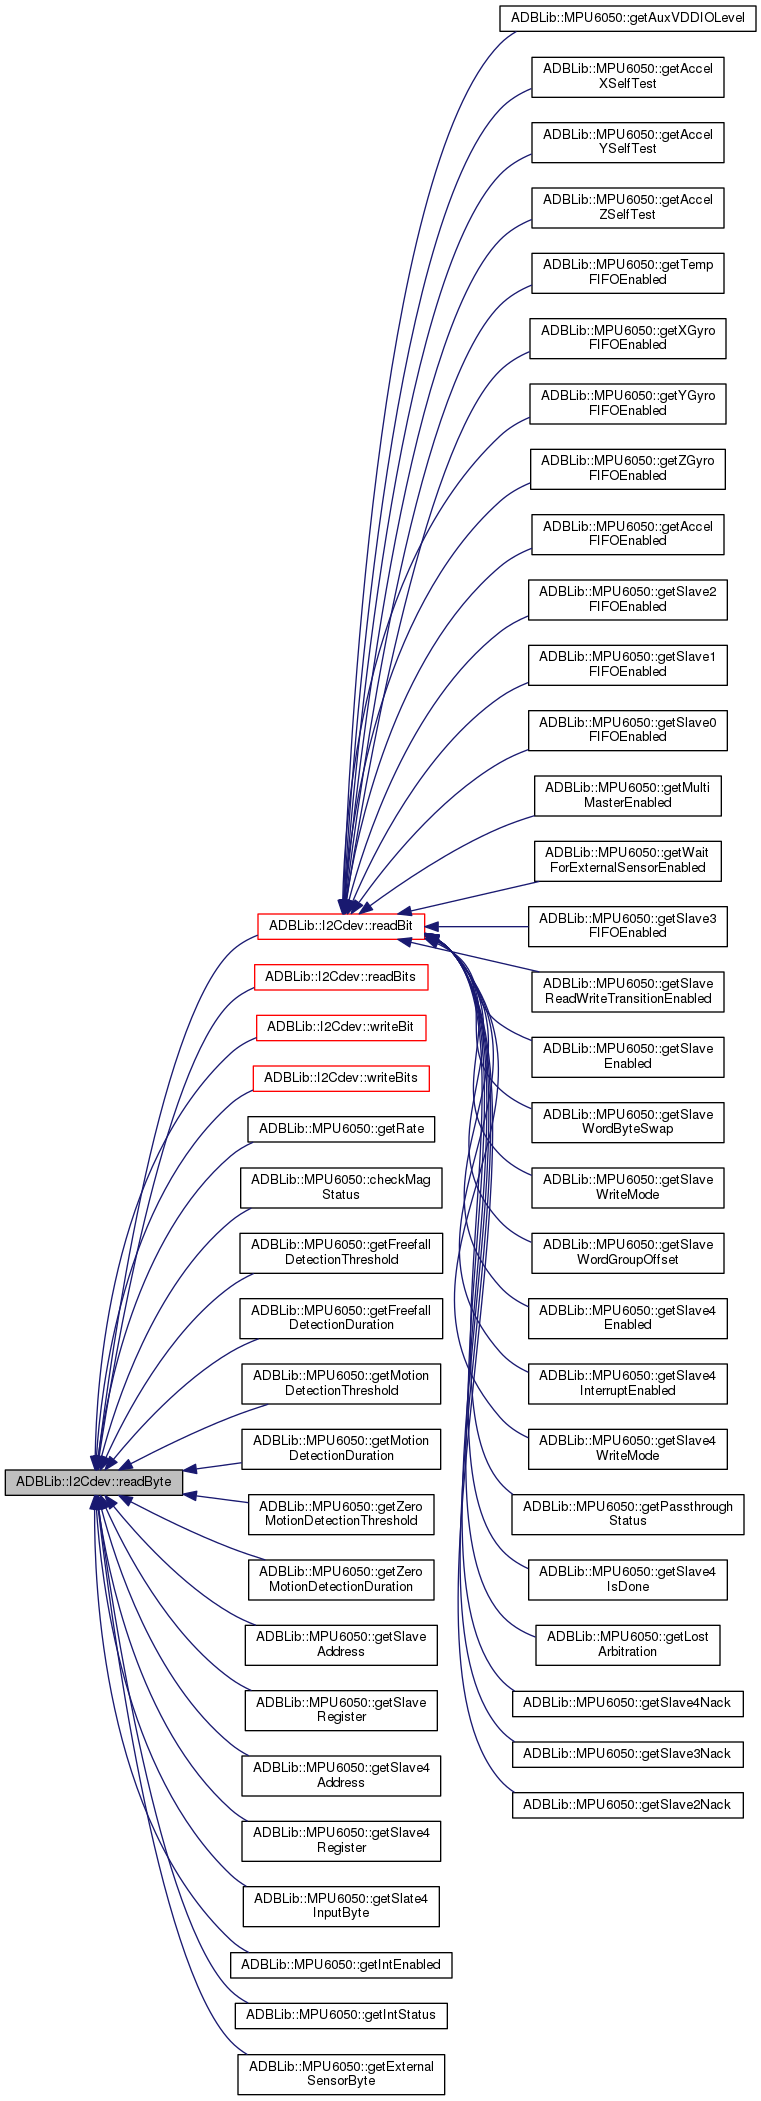 ADBLib::MPU6050::getAuxVDDIOLevel
ADBLib::MPU6050::getAccel
XSelfTest
ADBLib::MPU6050::getAccel
YSelfTest
ADBLib::MPU6050::getAccel
ZSelfTest
ADBLib::MPU6050::getTemp
FIFOEnabled
ADBLib::MPU6050::getXGyro
FIFOEnabled
ADBLib::MPU6050::getYGyro
FIFOEnabled
ADBLib::MPU6050::getZGyro
FIFOEnabled
ADBLib::MPU6050::getAccel
FIFOEnabled
ADBLib::MPU6050::getSlave2
FIFOEnabled
ADBLib::MPU6050::getSlave1
FIFOEnabled
ADBLib::MPU6050::getSlave0
FIFOEnabled
ADBLib::MPU6050::getMulti
MasterEnabled
ADBLib::MPU6050::getWait
ForExternalSensorEnabled
ADBLib::MPU6050::getSlave3
FIFOEnabled
ADBLib::MPU6050::getSlave
ReadWriteTransitionEnabled
ADBLib::MPU6050::getSlave
Enabled
ADBLib::MPU6050::getSlave
WordByteSwap
ADBLib::MPU6050::getSlave
WriteMode
ADBLib::MPU6050::getSlave
WordGroupOffset
ADBLib::MPU6050::getSlave4
Enabled
ADBLib::MPU6050::getSlave4
InterruptEnabled
ADBLib::MPU6050::getSlave4
WriteMode
ADBLib::MPU6050::getPassthrough
Status
ADBLib::MPU6050::getSlave4
IsDone
ADBLib::MPU6050::getLost
Arbitration
ADBLib::MPU6050::getSlave4Nack
ADBLib::MPU6050::getSlave3Nack
ADBLib::MPU6050::getSlave2Nack
ADBLib::I2Cdev::readBit
ADBLib::I2Cdev::readBits
ADBLib::I2Cdev::writeBit
ADBLib::I2Cdev::writeBits
ADBLib::MPU6050::getRate
ADBLib::MPU6050::checkMag
Status
ADBLib::MPU6050::getFreefall
DetectionThreshold
ADBLib::MPU6050::getFreefall
DetectionDuration
ADBLib::MPU6050::getMotion
DetectionThreshold
ADBLib::MPU6050::getMotion
DetectionDuration
ADBLib::MPU6050::getZero
MotionDetectionThreshold
ADBLib::MPU6050::getZero
MotionDetectionDuration
ADBLib::MPU6050::getSlave
Address
ADBLib::MPU6050::getSlave
Register
ADBLib::MPU6050::getSlave4
Address
ADBLib::MPU6050::getSlave4
Register
ADBLib::MPU6050::getSlate4
InputByte
ADBLib::MPU6050::getIntEnabled
ADBLib::MPU6050::getIntStatus
ADBLib::MPU6050::getExternal
SensorByte
ADBLib::I2Cdev::readByte